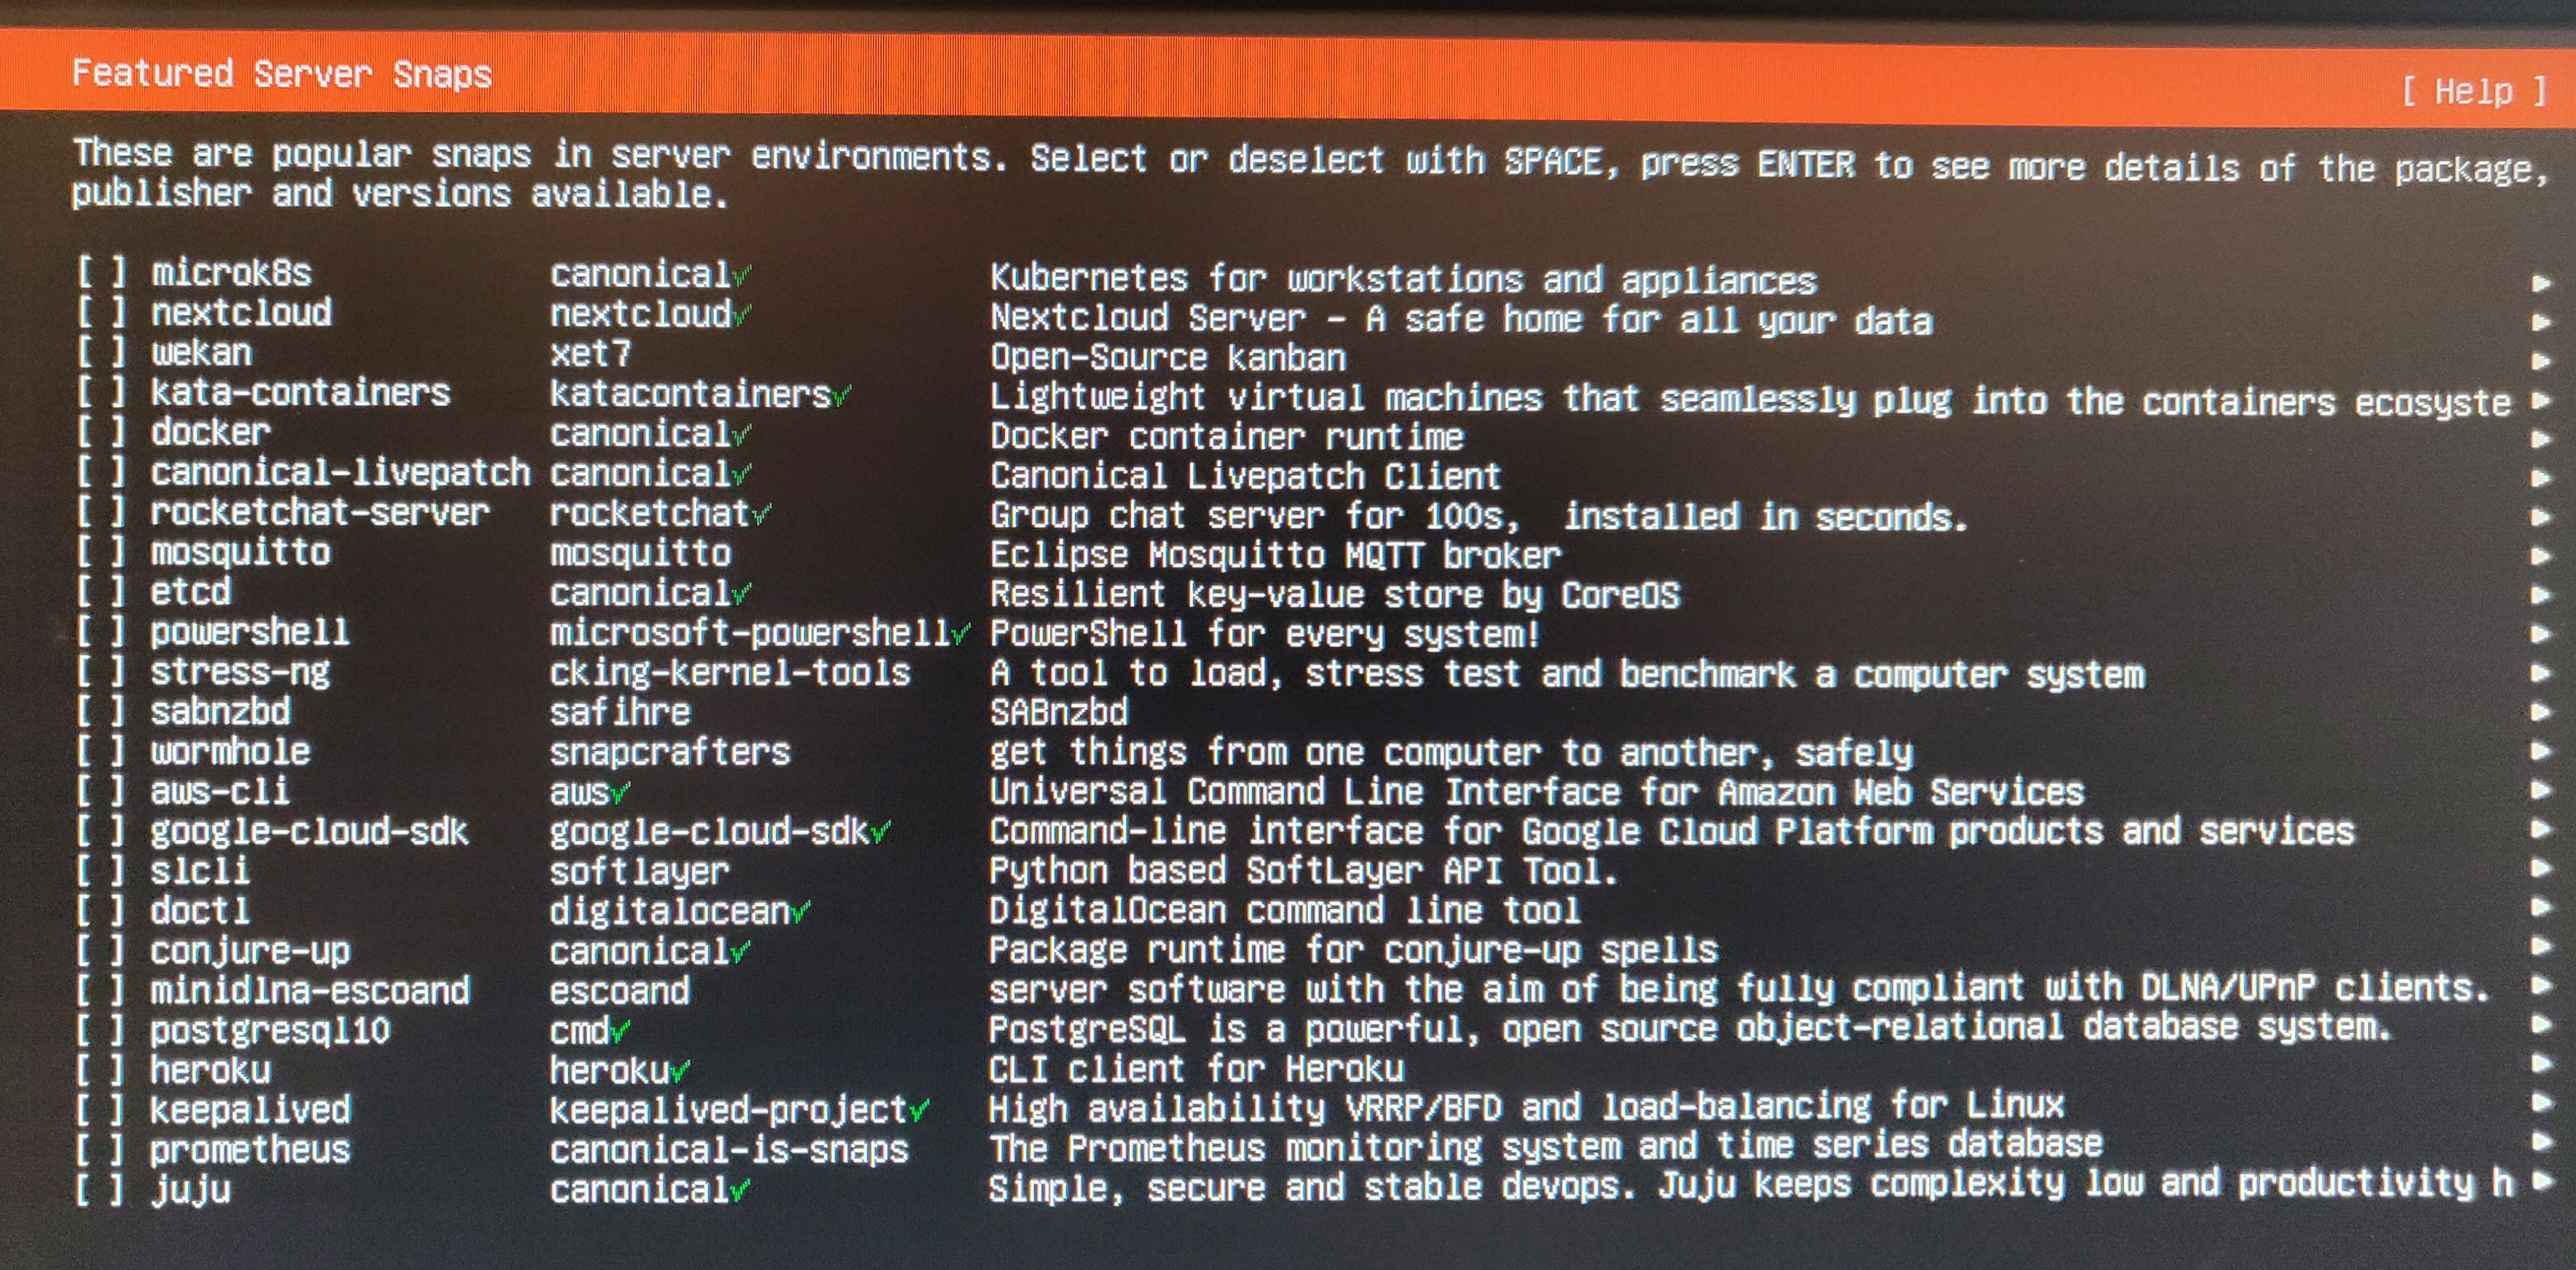 Featured Server Snaps [ Help ]
These are popular snaps in server environments. Select or deselect with SPACE, press ENTER to see more details of the package,
publisher and versions available.
[ ] microk8s canonical✓ Kubernetes for workstations and appliances ▸
[ ] nextcloud nextcloud✓ Nextcloud Server - A safe home for all your data ▸
[ ] wekan xet7 Open-Source kanban ▸
[ ] kata-containers katacontainers✓ Lightweight virtual machines that seamlessly plug into the containers ecosyste ▸
[ ] docker canonical✓ Docker container runtime ▸
[ ] canonical-livepatch canonical✓ Canonical Livepatch Client ▸
[ ] rocketchat-server rocketchat✓ Group chat server for 100s,  installed in seconds. ▸
[ ] mosquitto mosquitto Eclipse Mosquitto MQTT broker ▸
[ ] etcd canonical✓ Resilient key-value store by CoreOS ▸
[ ] powershell microsoft-powershell✓ PowerShell for every system! ▸
[ ] stress-ng cking-kernel-tools A tool to load, stress test and benchmark a computer system ▸
[ ] sabnzbd safihre SABnzbd ▸
[ ] wormhole snapcrafters get things from one computer to another, safely ▸
[ ] aws-cli aws✓ Universal Command Line Interface for Amazon Web Services ▸
[ ] google-cloud-sdk google-cloud-sdk✓ Command-line interface for Google Cloud Platform products and services ▸
[ ] slcli softlayer Python based SoftLayer API Tool. ▸
[ ] doctl digitalocean✓ DigitalOcean command line tool ▸
[ ] conjure-up canonical✓ Package runtime for conjure-up spells ▸
[ ] minidlna-escoand escoand server software with the aim of being fully compliant with DLNA/UPnP clients. ▸
[ ] postgresql10 cmd✓ PostgreSQL is a powerful, open source object-relational database system. ▸
[ ] heroku heroku✓ CLI client for Heroku ▸
[ ] keepalived keepalived-project✓ High availability VRRP/BFD and load-balancing for Linux ▸
[ ] prometheus canonical-is-snaps The Prometheus monitoring system and time series database ▸
[ ] juju canonical✓ Simple, secure and stable devops. Juju keeps complexity low and productivity h ▸